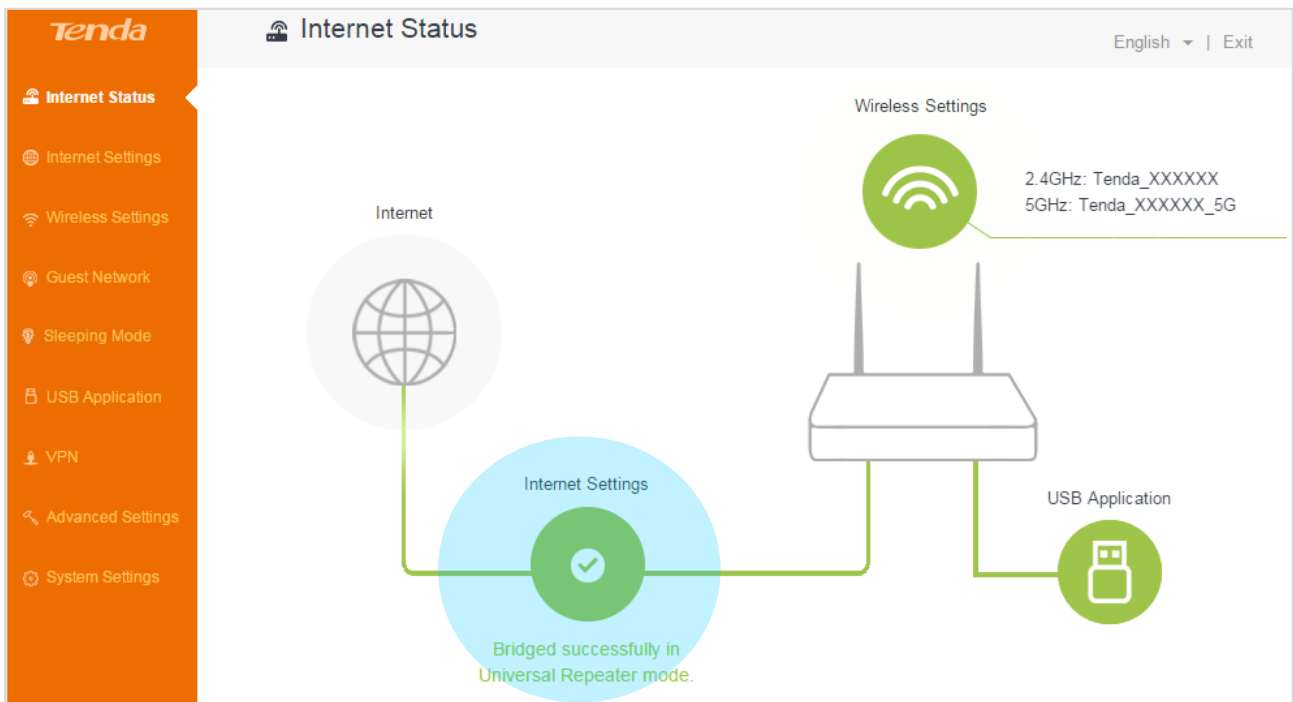 Tenda
Internet Status
English | Exit
Internet Status
Internet Settings
Wireless Settings
Guest Network
Sleeping Mode
USB Application
VPN
Advanced Settings
System Settings
Wireless Settings
2.4GHz: Tenda_XXXXXX
5GHz: Tenda_XXXXXX_5G
Internet
Internet Settings
Bridged successfully in
Universal Repeater mode.
USB Application